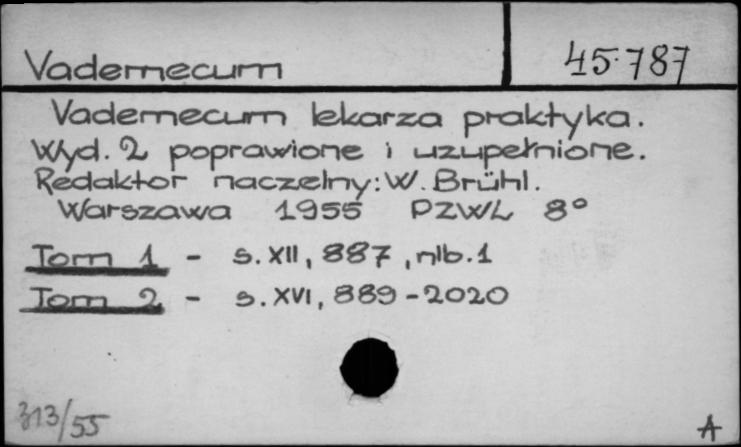 Vademecum 45787
Vademecum lekarza praktyka.
Wyd. 2 poprawione i uzupełnione.
Redaktor naczelny: W. Brühl.
Warszawa 1955 PZWL 8°
Tom 1 - s. XII, 887, nlb. 1
Tom 2 - s. XVI, 889-2020
313/55
A